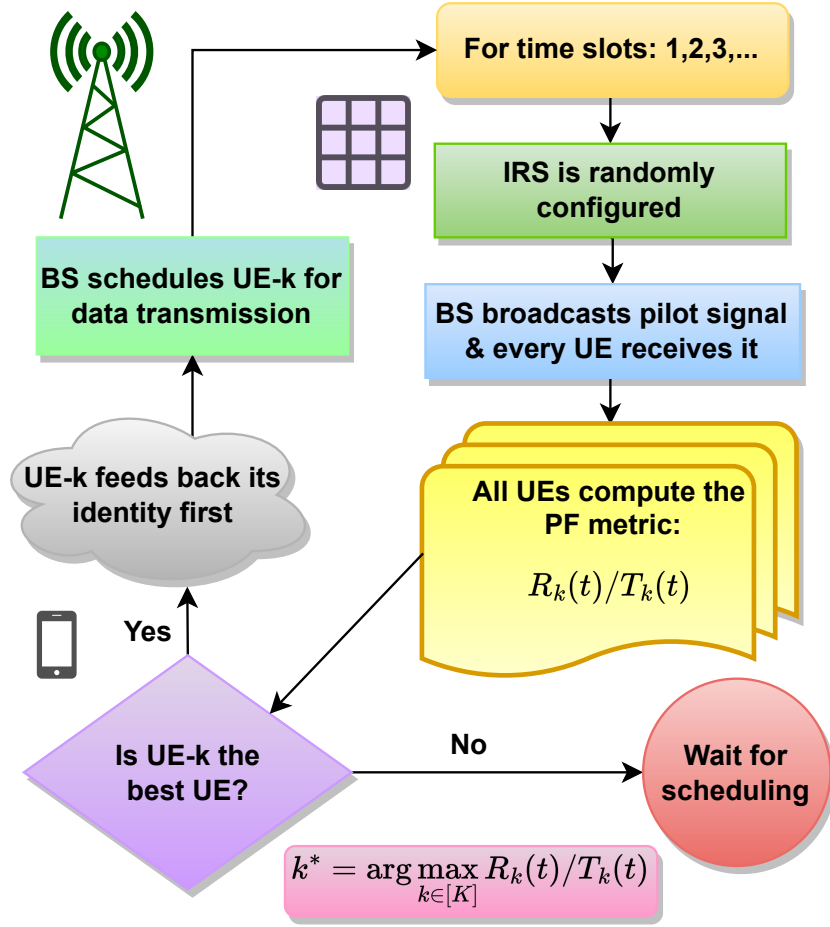 For time slots: 1,2,3,...
IRS is randomly
configured
BS schedules UE-k for
data transmission
BS broadcasts pilot signal
& every UE receives it
UE-k feeds back its
identity first
All UEs compute the
PF metric:
R_k(t)/T_k(t)
Yes
Is UE-k the
best UE?
No
Wait for
scheduling
k^* = arg max_{k∈[K]} R_k(t)/T_k(t)